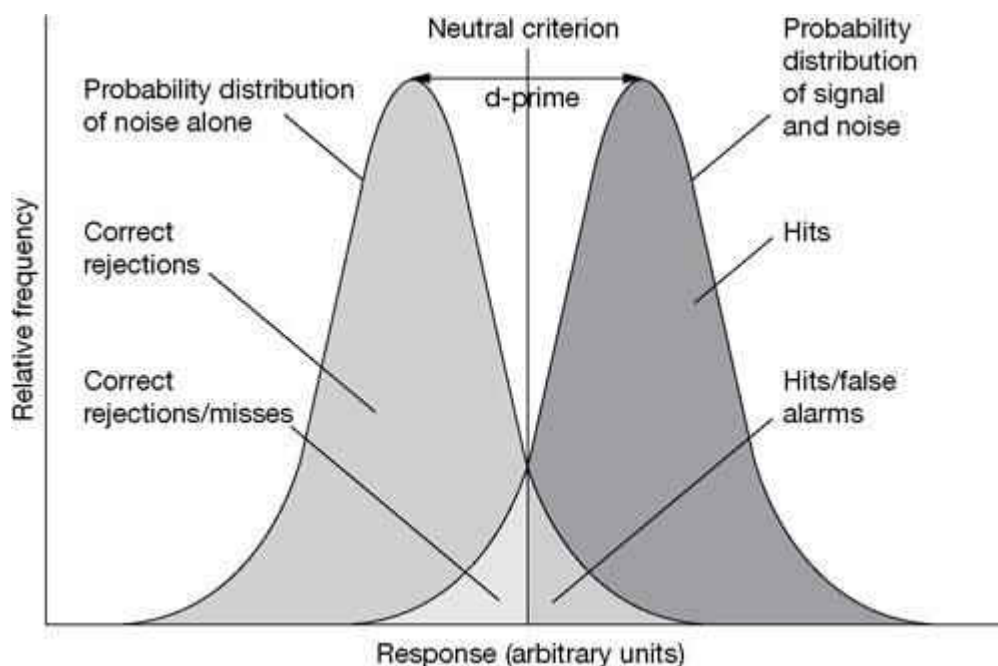 Neutral criterion
Probability
distribution
of signal
and noise
Probability distribution
of noise alone
d-prime
Correct
rejections
Hits
Correct
rejections/misses
Hits/false
alarms
Relative frequency
Response (arbitrary units)